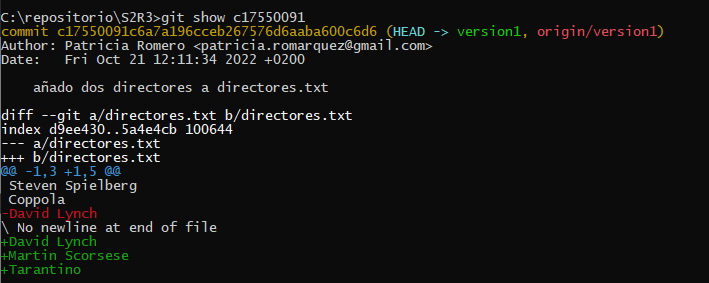 C:\repositorio\S2R3>git show c17550091
commit c17550091c6a7a196cceb267576d6aaba600c6d6 (HEAD -> version1, origin/version1)
Author: Patricia Romero <patricia.romarquez@gmail.com>
Date:   Fri Oct 21 12:11:34 2022 +0200
    añado dos directores a directores.txt
diff --git a/directores.txt b/directores.txt
index d9ee430..5a4e4cb 100644
--- a/directores.txt
+++ b/directores.txt
@@ -1,3 +1,5 @@
 Steven Spielberg
 Coppola
-David Lynch
\ No newline at end of file
+David Lynch
+Martin Scorsese
+Tarantino